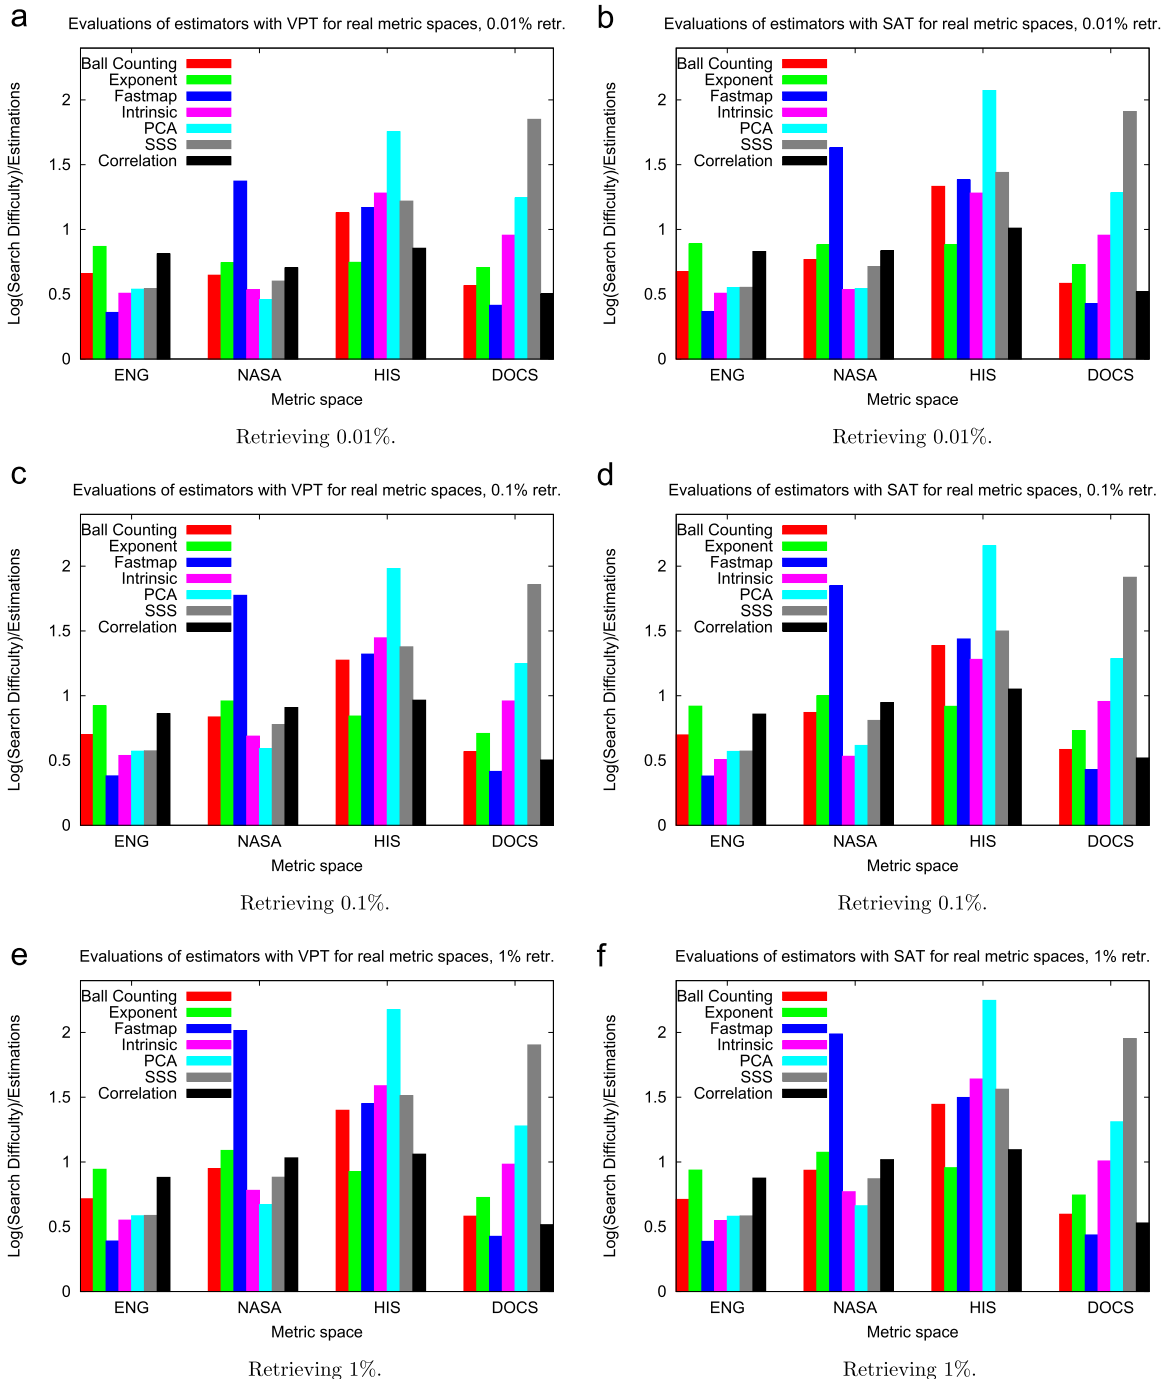 a
Evaluations of estimators with VPT for real metric spaces, 0.01% retr.
Log(Search Difficulty)/Estimations
2
1.5
1
0.5
0
Ball Counting
Exponent
Fastmap
Intrinsic
PCA
SSS
Correlation
ENG NASA HIS DOCS
Metric space
Retrieving 0.01%.
b
Evaluations of estimators with SAT for real metric spaces, 0.01% retr.
Log(Search Difficulty)/Estimations
2
1.5
1
0.5
0
Ball Counting
Exponent
Fastmap
Intrinsic
PCA
SSS
Correlation
ENG NASA HIS DOCS
Metric space
Retrieving 0.01%.
c
Evaluations of estimators with VPT for real metric spaces, 0.1% retr.
Log(Search Difficulty)/Estimations
2
1.5
1
0.5
0
Ball Counting
Exponent
Fastmap
Intrinsic
PCA
SSS
Correlation
ENG NASA HIS DOCS
Metric space
Retrieving 0.1%.
d
Evaluations of estimators with SAT for real metric spaces, 0.1% retr.
Log(Search Difficulty)/Estimations
2
1.5
1
0.5
0
Ball Counting
Exponent
Fastmap
Intrinsic
PCA
SSS
Correlation
ENG NASA HIS DOCS
Metric space
Retrieving 0.1%.
e
Evaluations of estimators with VPT for real metric spaces, 1% retr.
Log(Search Difficulty)/Estimations
2
1.5
1
0.5
0
Ball Counting
Exponent
Fastmap
Intrinsic
PCA
SSS
Correlation
ENG NASA HIS DOCS
Metric space
Retrieving 1%.
f
Evaluations of estimators with SAT for real metric spaces, 1% retr.
Log(Search Difficulty)/Estimations
2
1.5
1
0.5
0
Ball Counting
Exponent
Fastmap
Intrinsic
PCA
SSS
Correlation
ENG NASA HIS DOCS
Metric space
Retrieving 1%.